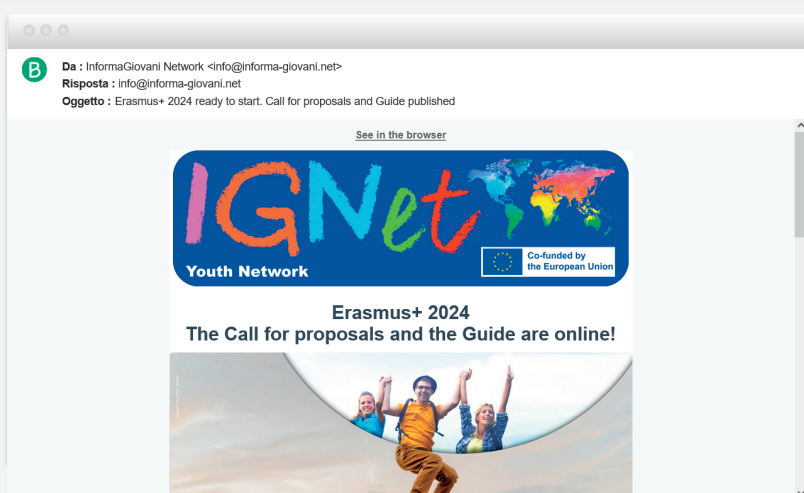 B
Da : InformaGiovani Network <info@informa-giovani.net>
Risposta : info@informa-giovani.net
Oggetto : Erasmus+ 2024 ready to start. Call for proposals and Guide published
See in the browser
IGNet
Youth Network
Co-funded by
the European Union
Erasmus+ 2024
The Call for proposals and the Guide are online!